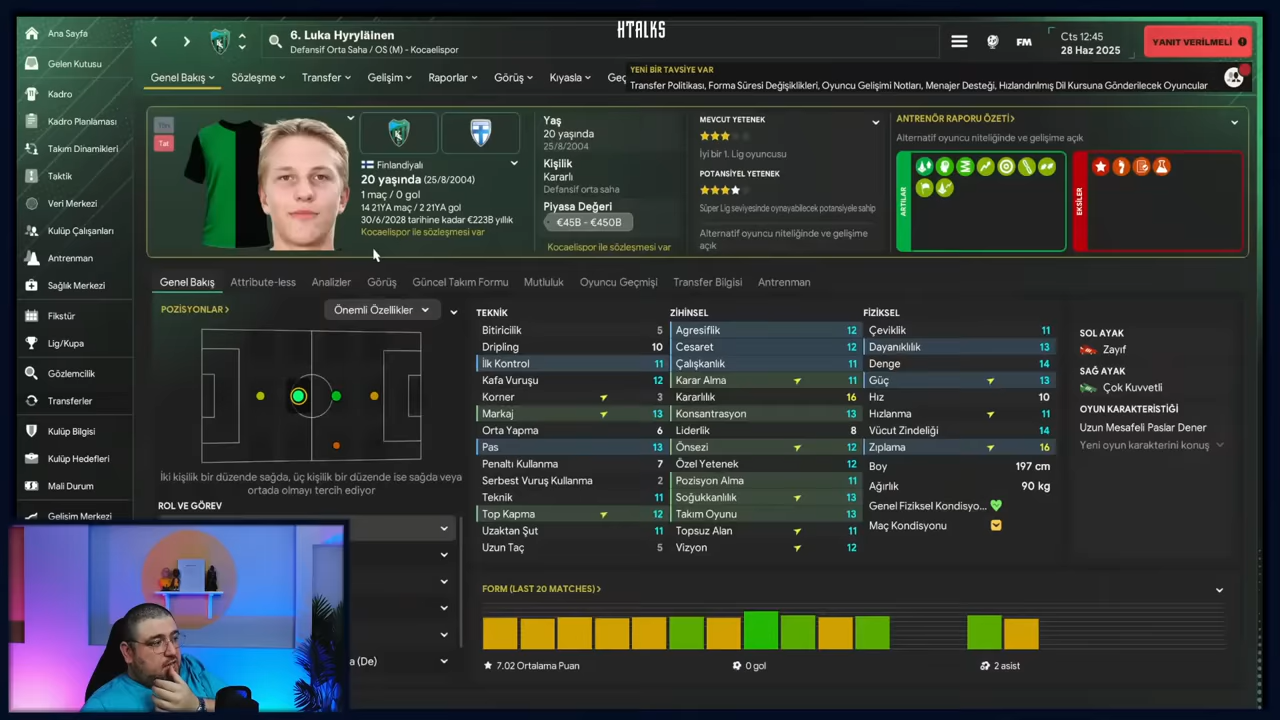 HTALKS
Ana Sayfa
Gelen Kutusu
Kadro
Kadro Planlaması
Takım Dinamikleri
Taktik
Veri Merkezi
Kulüp Çalışanları
Antrenman
Sağlık Merkezi
Fikstür
Lig/Kupa
Gözlemcilik
Transferler
Kulüp Bilgisi
Kulüp Hedefleri
Mali Durum
Gelişim Merkezi
6. Luka Hyryläinen
Defansif Orta Saha / OS (M) - Kocaelispor
FM
Cts 12:45
28 Haz 2025
YANIT VERİLMELİ
Genel Bakış
Sözleşme
Transfer
Gelişim
Raporlar
Görüş
Kıyasla
Geç
YENİ BİR TAVSİYE VAR
Transfer Politikası, Forma Süresi Değişiklikleri, Oyuncu Gelişimi Notları, Menajer Desteği, Hızlandırılmış Dil Kursuna Gönderilecek Oyuncular
Tat
Finlandiyalı
20 yaşında (25/8/2004)
1 maç / 0 gol
14 21YA maç / 2 21YA gol
30/6/2028 tarihine kadar €223B yıllık
Kocaelispor ile sözleşmesi var
Yaş
20 yaşında
25/8/2004
Kişilik
Kararlı
Defansif orta saha
Piyasa Değeri
€45B - €450B
Kocaelispor ile sözleşmesi var
MEVCUT YETENEK
İyi bir 1. Lig oyuncusu
POTANSİYEL YETENEK
Süper Lig seviyesinde oynayabilecek potansiyele sahip
Alternatif oyuncu niteliğinde ve gelişime açık
ANTRENÖR RAPORU ÖZETİ
Alternatif oyuncu niteliğinde ve gelişime açık
ARTILAR
EKSİLER
Genel Bakış
Attribute-less
Analizler
Görüş
Güncel Takım Formu
Mutluluk
Oyuncu Geçmişi
Transfer Bilgisi
Antrenman
POZİSYONLAR
Önemli Özellikler
İki kişilik bir düzende sağda, üç kişilik bir düzende ise sağda veya
ortada olmayı tercih ediyor
ROL VE GÖREV
a (De)
TEKNİK
Bitiricilik 5
Dripling 10
İlk Kontrol 11
Kafa Vuruşu 12
Korner 3
Markaj 13
Orta Yapma 6
Pas 13
Penaltı Kullanma 7
Serbest Vuruş Kullanma 2
Teknik 11
Top Kapma 12
Uzaktan Şut 11
Uzun Taç 5
ZİHİNSEL
Agresiflik 12
Cesaret 12
Çalışkanlık 11
Karar Alma 11
Kararlılık 16
Konsantrasyon 13
Liderlik 8
Önsezi 12
Özel Yetenek 12
Pozisyon Alma 11
Soğukkanlılık 13
Takım Oyunu 13
Topsuz Alan 11
Vizyon 12
FİZİKSEL
Çeviklik 11
Dayanıklılık 13
Denge 14
Güç 13
Hız 10
Hızlanma 11
Vücut Zindeliği 14
Zıplama 16
Boy 197 cm
Ağırlık 90 kg
Genel Fiziksel Kondisyo...
Maç Kondisyonu
SOL AYAK
Zayıf
SAĞ AYAK
Çok Kuvvetli
OYUN KARAKTERİSTİĞİ
Uzun Mesafeli Paslar Dener
Yeni oyun karakterini konuş
FORM (LAST 20 MATCHES)
7.02 Ortalama Puan
0 gol
2 asist